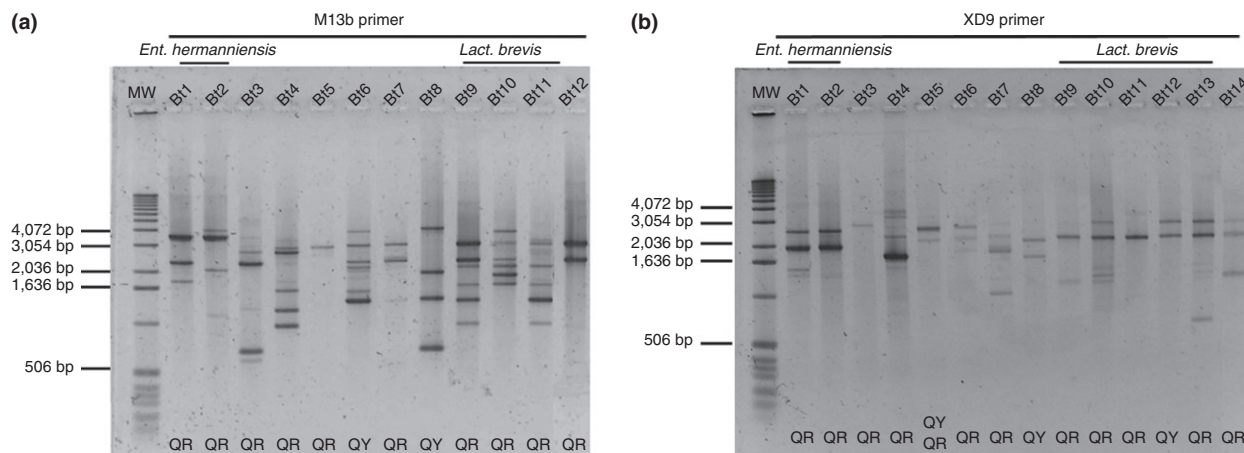 (a)
M13b primer
Ent. hermanniensis
Lact. brevis
MW Bt1 Bt2 Bt3 Bt4 Bt5 Bt6 Bt7 Bt8 Bt9 Bt10 Bt11 Bt12
4,072 bp
3,054 bp
2,036 bp
1,636 bp
506 bp
QR QR QR QR QR QY QR QY QR QR QR QR
(b)
XD9 primer
Ent. hermanniensis
Lact. brevis
MW Bt1 Bt2 Bt3 Bt4 Bt5 Bt6 Bt7 Bt8 Bt9 Bt10 Bt11 Bt12 Bt13 Bt14
4,072 bp
3,054 bp
2,036 bp
1,636 bp
506 bp
QY
QR QR QR QR QR QR QR QY QR QR QR QY QR QR